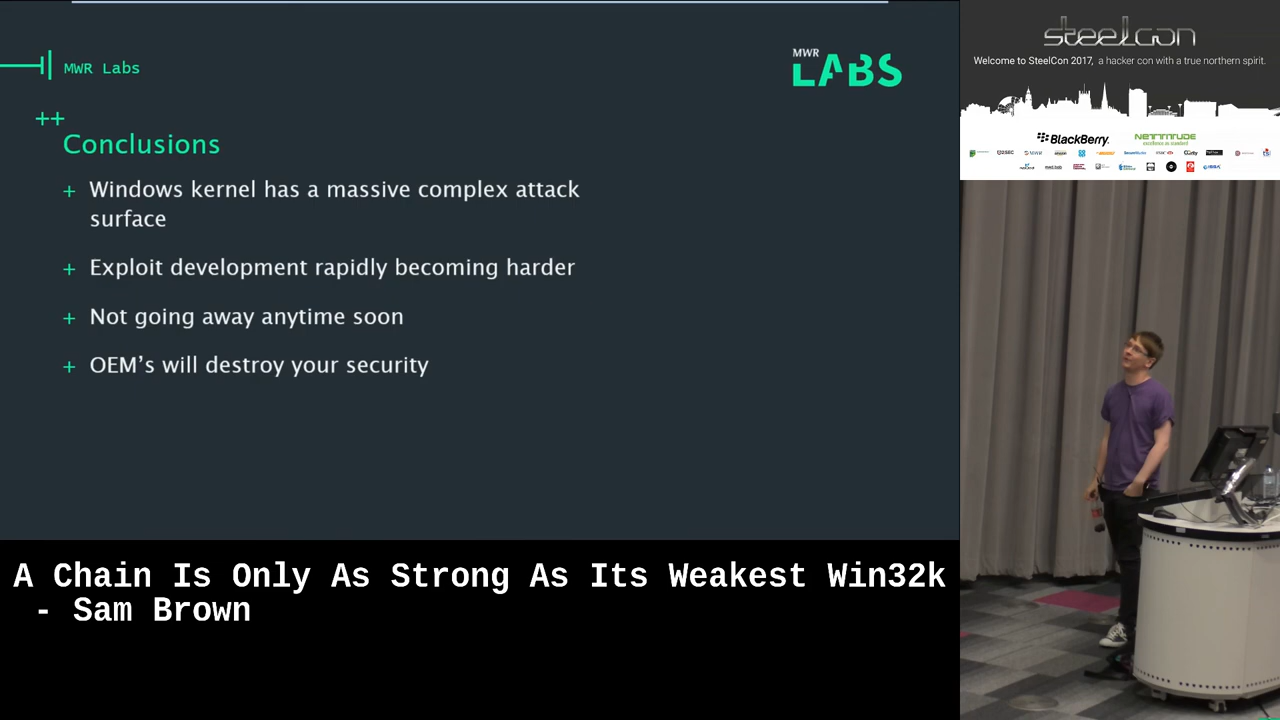 MWR Labs
MWR
LABS
++
Conclusions
+ Windows kernel has a massive complex attack
surface
+ Exploit development rapidly becoming harder
+ Not going away anytime soon
+ OEM’s will destroy your security
A Chain Is Only As Strong As Its Weakest Win32k
- Sam Brown
steelcon
Welcome to SteelCon 2017, a hacker con with a true northern spirit.
BlackBerry.
NETTITUDE